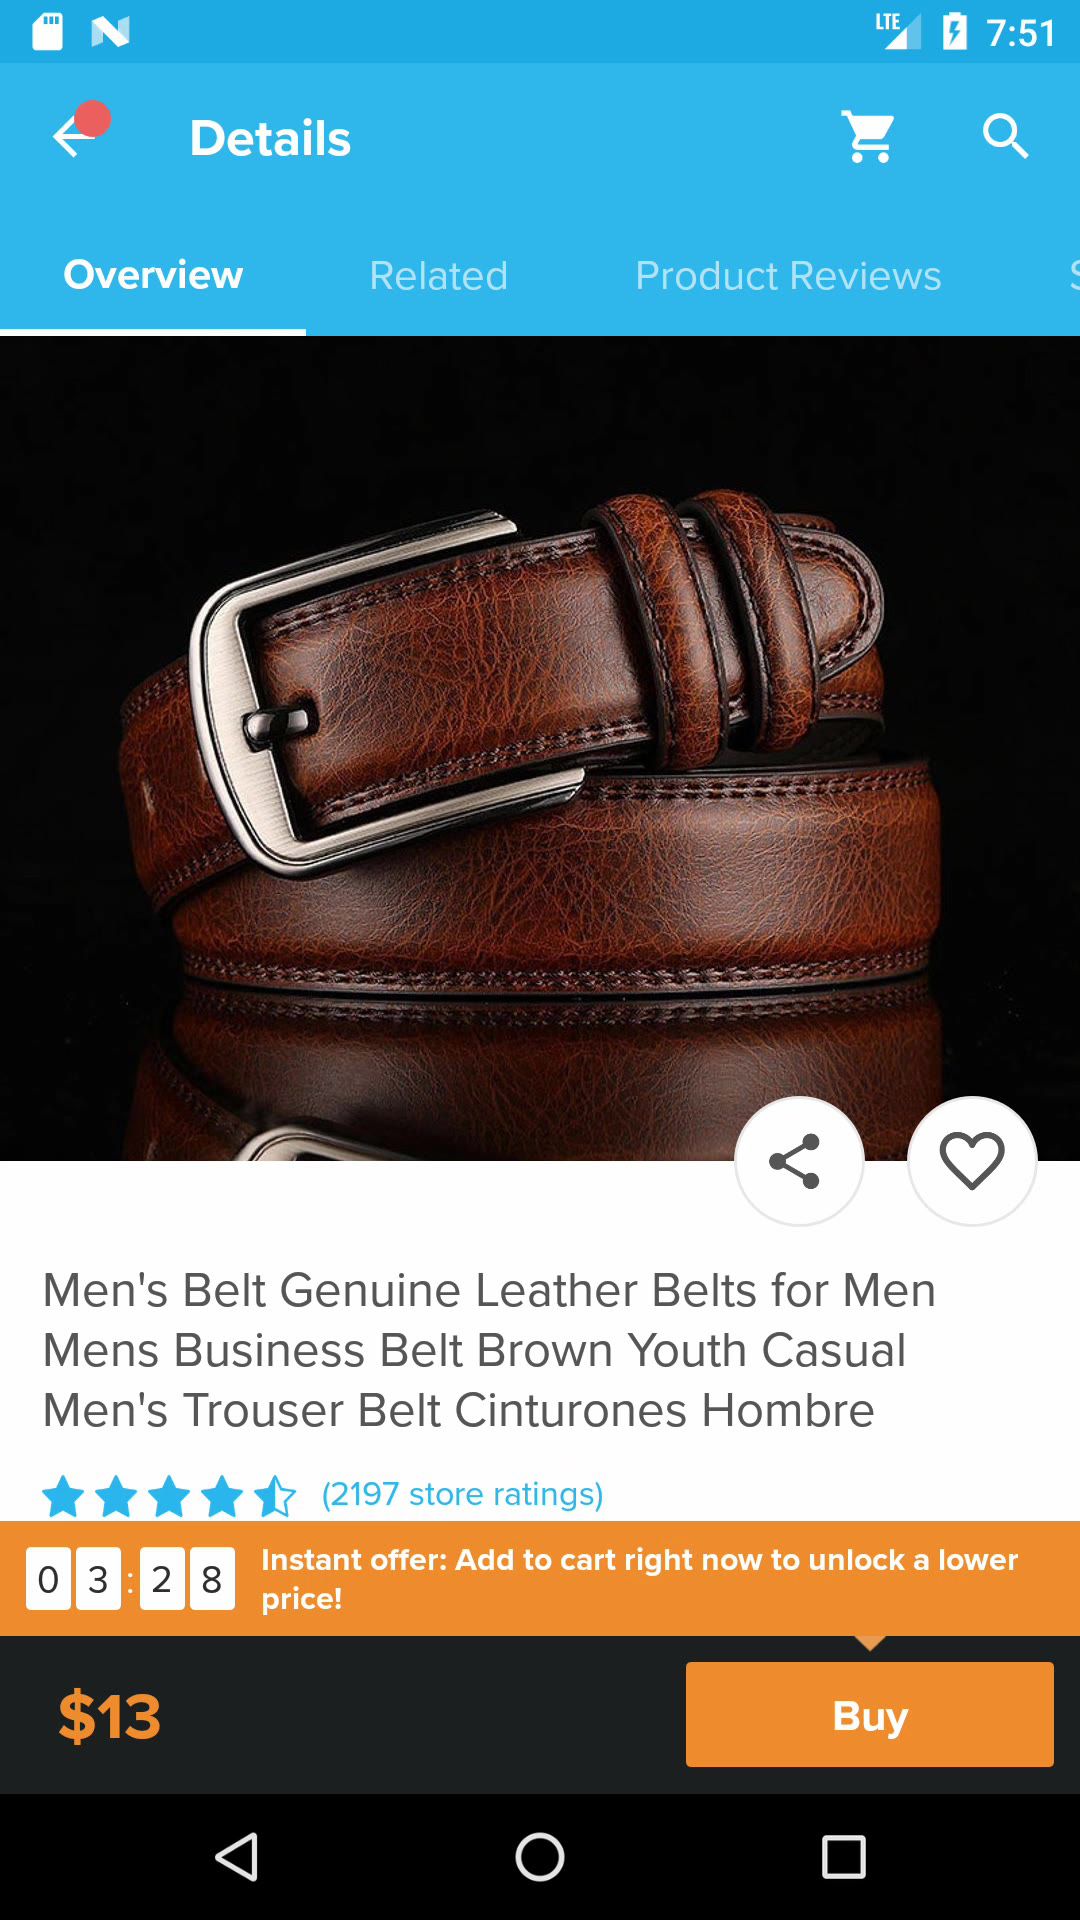 LTE 7:51
Details
Overview Related Product Reviews S
Men's Belt Genuine Leather Belts for Men
Mens Business Belt Brown Youth Casual
Men's Trouser Belt Cinturones Hombre
(2197 store ratings)
03:28
Instant offer: Add to cart right now to unlock a lower
price!
$13
Buy